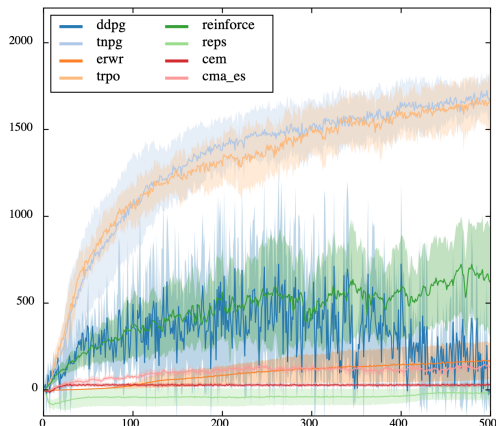 2000
1500
1000
500
0
ddpg reinforce
tnpg reps
erwr cem
trpo cma_es
0 100 200 300 400 500